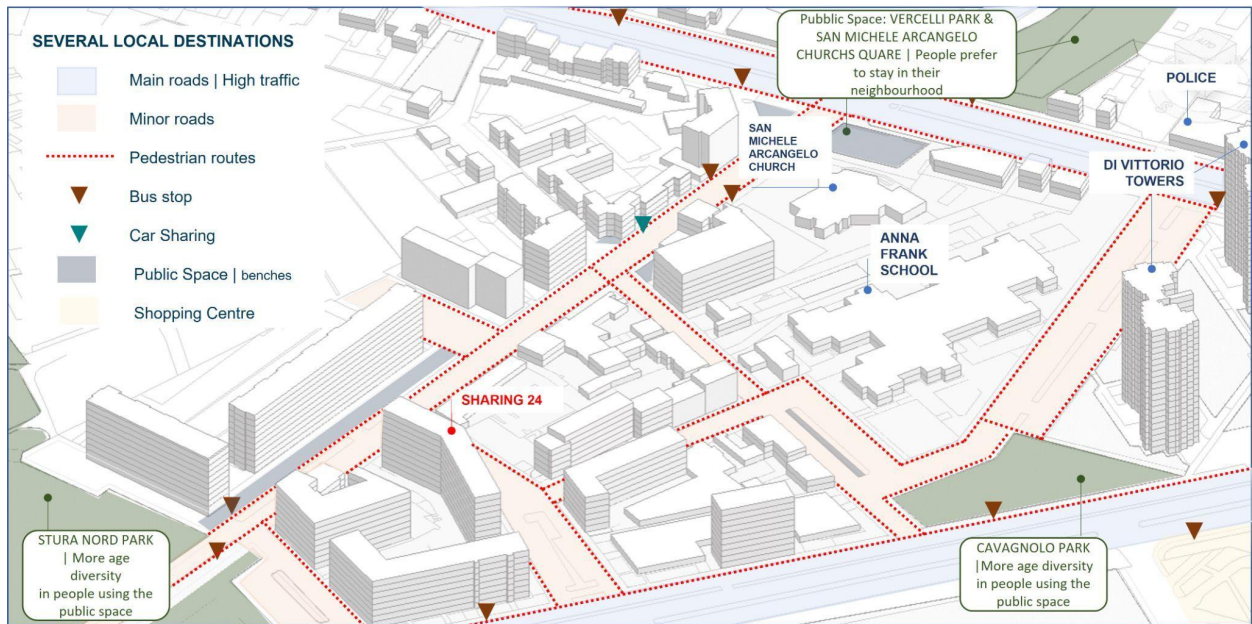 SEVERAL LOCAL DESTINATIONS
Main roads | High traffic
Minor roads
Pedestrian routes
Bus stop
Car Sharing
Public Space | benches
Shopping Centre
Pubblic Space: VERCELLI PARK &
SAN MICHELE ARCANGELO
CHURCHS QUARE | People prefer
to stay in their
neighbourhood
POLICE
SAN
MICHELE
ARCANGELO
CHURCH
DI VITTORIO
TOWERS
ANNA
FRANK
SCHOOL
SHARING 24
STURA NORD PARK
| More age
diversity
in people using the
public space
CAVAGNOLO PARK
|More age diversity
in people using the
public space